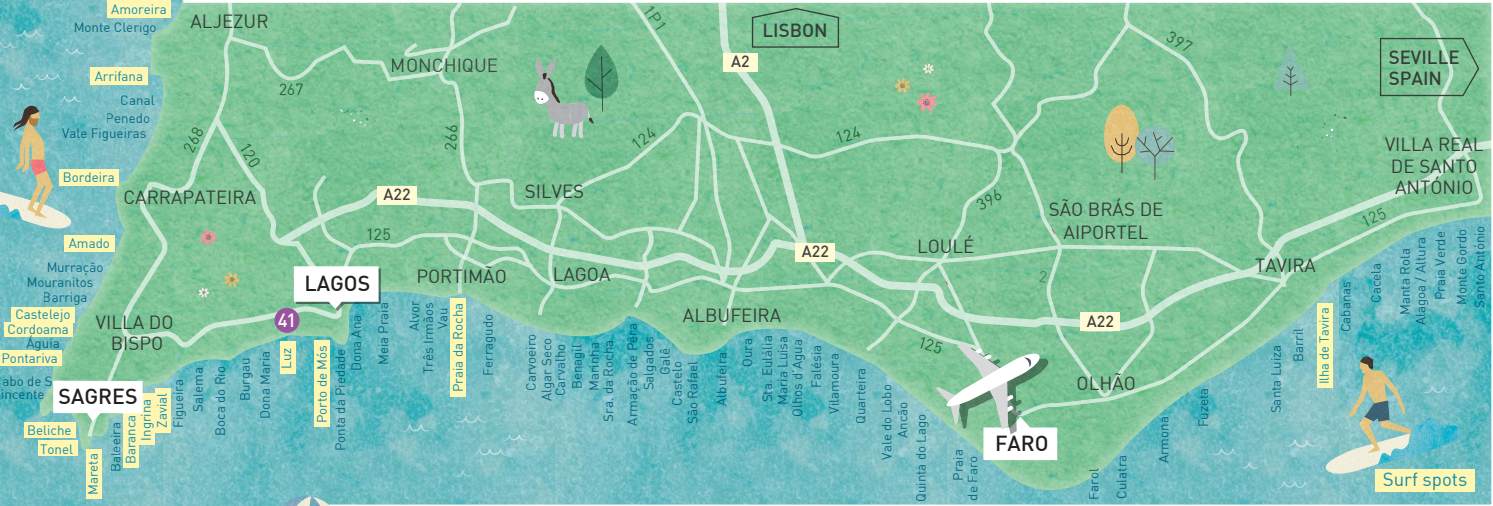 Amoreira
Monte Clerigo
Arrifana
Canal
Penedo
Vale Figueiras
Bordeira
Amado
Murração
Mouranitos
Barriga
Castelejo
Cordoama
Águia
Pontariva
abo de S
incente
Beliche
Tonel
ALJEZUR
MONCHIQUE
CARRAPATEIRA
SILVES
VILLA DO
BISPO
SAGRES
LAGOS
41
PORTIMÃO
LAGOA
ALBUFEIRA
LOULÉ
SÃO BRÁS DE
AIPORTEL
FARO
OLHÃO
TAVIRA
VILLA REAL
DE SANTO
ANTÓNIO
LISBON
SEVILLE
SPAIN
267
268
120
266
A22
125
124
1P1
A2
124
A22
396
397
2
125
A22
125
Mareta
Baleeira
Baranca
Ingrina
Zavial
Figueira
Salema
Boca do Rio
Burgau
Dona Maria
Luz
Porto de Mós
Ponta da Piedade
Dona Ana
Meia Praia
Alvor
Três Irmãos
Vau
Praia da Rocha
Ferragudo
Carvoeiro
Algar Seco
Carvalho
Benagil
Marinha
Sra. da Rocha
Armação de Pêra
Salgados
Galé
Castelo
São Rafael
Albufeira
Oura
Sta. Eutália
Maria Luisa
Olhos d'Água
Falésia
Vilamoura
Quarteira
Vale do Lobo
Ancão
Quinta do Lago
Praia
de Faro
Farol
Culatra
Armona
Fuzeta
Santa Luiza
Barril
Ilha de Tavira
Cabanas
Cacela
Manta Rota
Alagoa / Altura
Praia Verde
Monte Gordo
Santo António
Surf spots